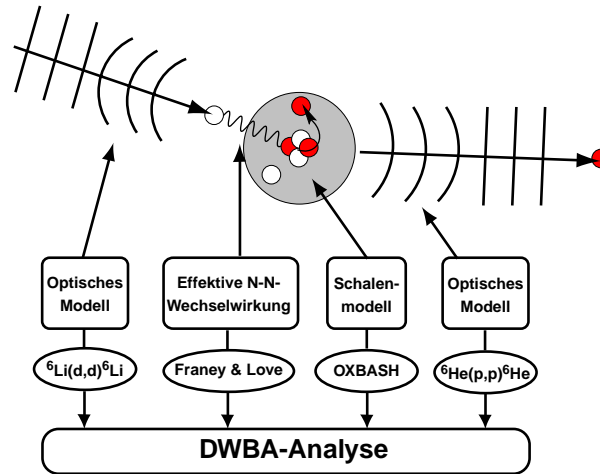 Optisches
Modell
Effektive N-N-
Wechselwirkung
Schalen-
modell
Optisches
Modell
⁶Li(d,d)⁶Li
Franey & Love
OXBASH
⁶He(p,p)⁶He
DWBA-Analyse